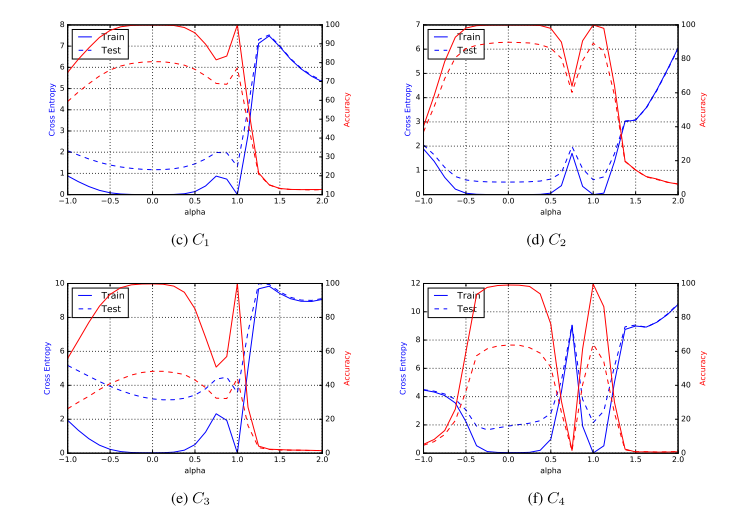 8
7
6
5
4
3
2
1
0
Cross Entropy
Train
Test
100
90
80
70
60
50
40
30
20
10
Accuracy
−1.0 −0.5 0.0 0.5 1.0 1.5 2.0
alpha
(c) C1
7
6
5
4
3
2
1
0
Cross Entropy
Train
Test
100
80
60
40
20
0
Accuracy
−1.0 −0.5 0.0 0.5 1.0 1.5 2.0
alpha
(d) C2
10
8
6
4
2
0
Cross Entropy
Train
Test
100
80
60
40
20
0
Accuracy
−1.0 −0.5 0.0 0.5 1.0 1.5 2.0
alpha
(e) C3
12
10
8
6
4
2
0
Cross Entropy
Train
Test
100
80
60
40
20
0
Accuracy
−1.0 −0.5 0.0 0.5 1.0 1.5 2.0
alpha
(f) C4